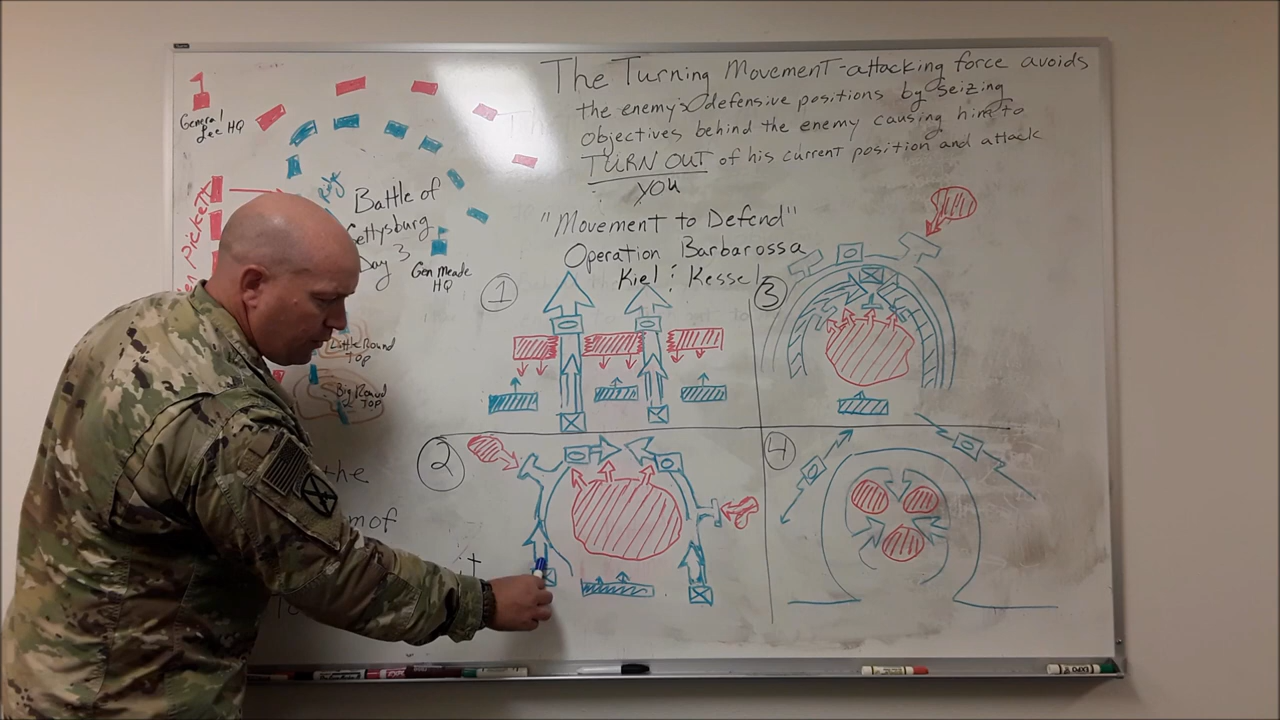 The Turning Movement-attacking force avoids
the enemy's defensive positions by seizing
objectives behind the enemy causing him to
TURN OUT of his current position and attack
you
"Movement to Defend"
Operation Barbarossa
Kiel : Kessel
General
Lee HQ
Ridge
Battle of
Gettysburg
Day 3
Gen Meade
HQ
Pickett
Little Round
Top
Big Round
Top
the
1
2
3
4
EXPO